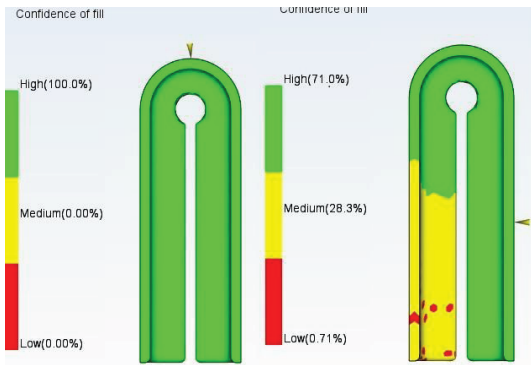 Confidence of fill
High(100.0%)
Medium(0.00%)
Low(0.00%)
Confidence of fill
High(71.0%)
Medium(28.3%)
Low(0.71%)